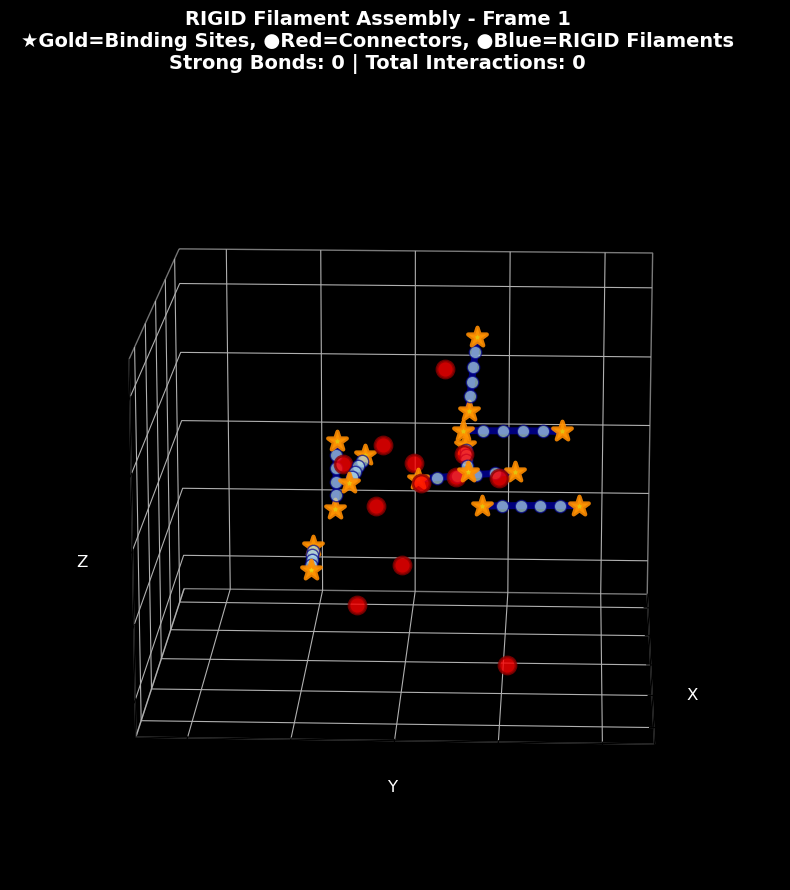 RIGID Filament Assembly - Frame 1
★Gold=Binding Sites, ●Red=Connectors, ●Blue=RIGID Filaments
Strong Bonds: 0 | Total Interactions: 0
Z
X
Y